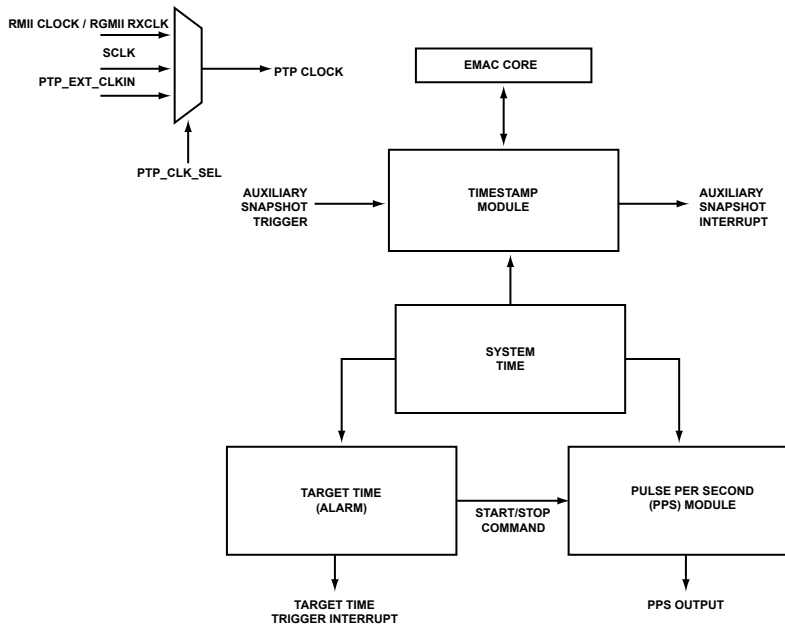 RMII CLOCK / RGMII RXCLK
SCLK
PTP_EXT_CLKIN
PTP CLOCK
PTP_CLK_SEL
EMAC CORE
AUXILIARY
SNAPSHOT
TRIGGER
TIMESTAMP
MODULE
AUXILIARY
SNAPSHOT
INTERRUPT
SYSTEM
TIME
TARGET TIME
(ALARM)
START/STOP
COMMAND
PULSE PER SECOND
(PPS) MODULE
TARGET TIME
TRIGGER INTERRUPT
PPS OUTPUT